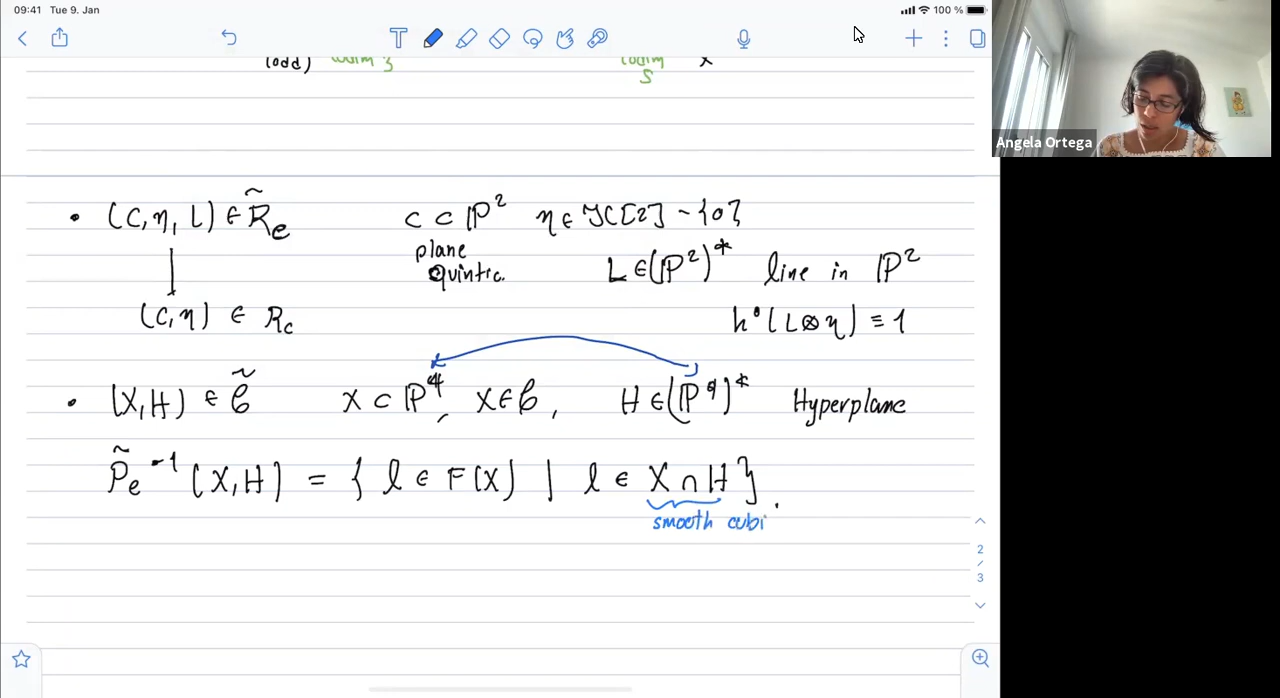 09:41 Tue 9. Jan
100 %
(odd)
Angela Ortega
• (C, η, L) ∈ R̃e C ⊂ ℙ² η ∈ JC[2] - {0}
plane quintic. L ∈ (ℙ²)* line in ℙ²
(C, η) ∈ Rc h⁰(L⊗η) ≡ 1
• (X, H) ∈ C̃ X ⊂ ℙ⁴, X ∈ C, H ∈ (ℙ⁴)* Hyperplane
P̃e⁻¹(X, H) = { l ∈ F(X) | l ∈ X ∩ H }.
smooth cubi
2
/
3